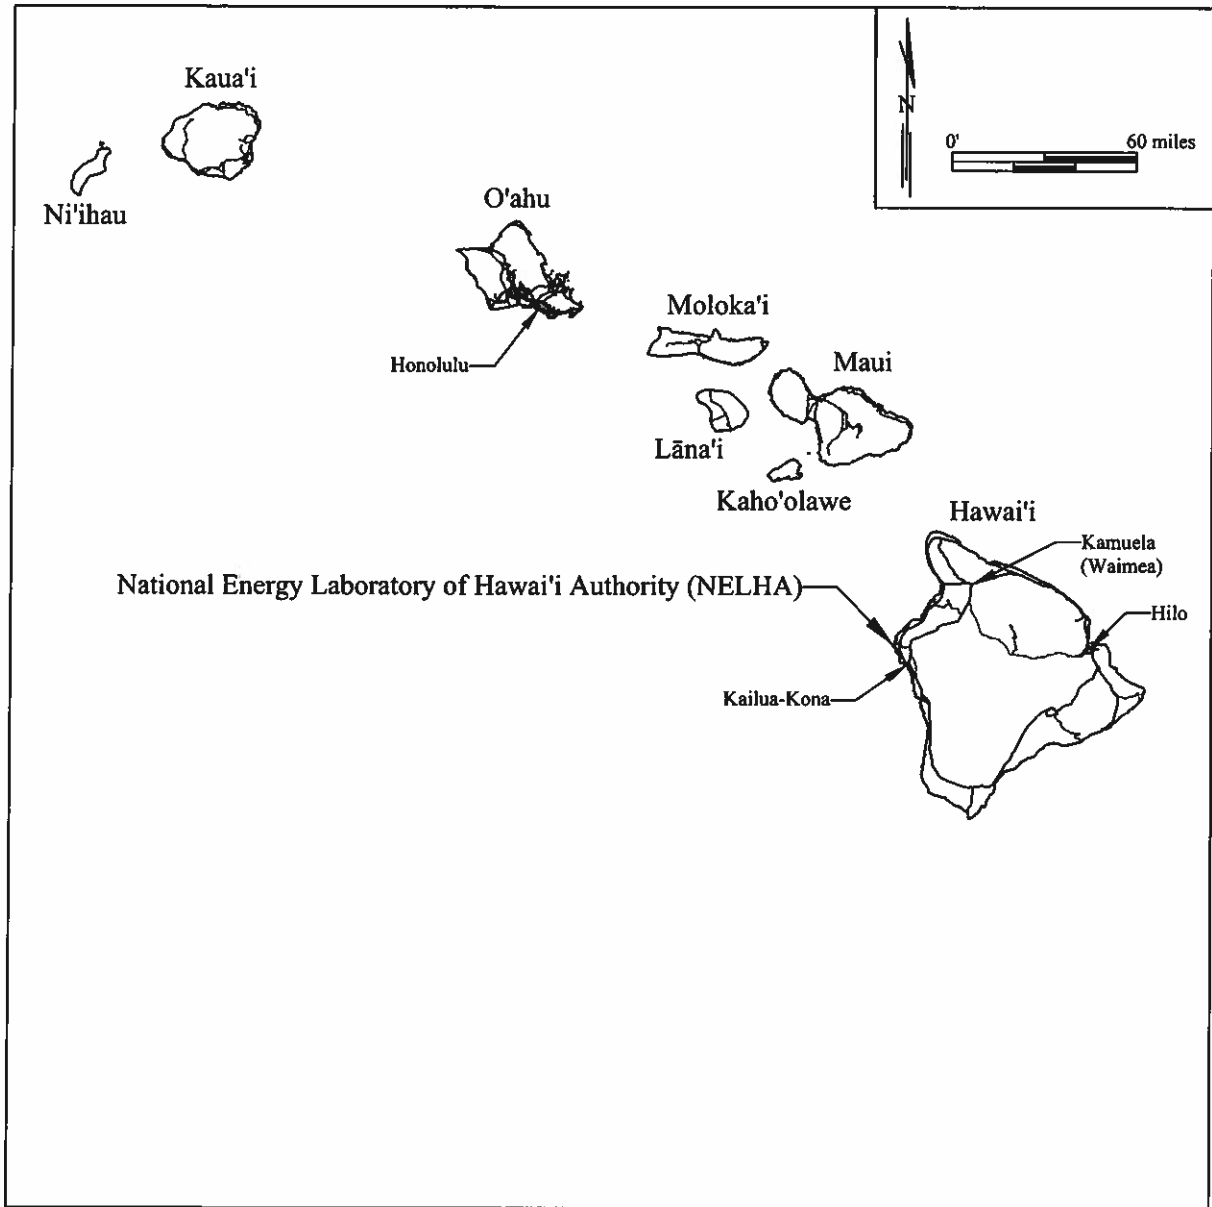 Kaua'i
Ni'ihau
O'ahu
Honolulu
Moloka'i
Maui
Lāna'i
Kaho'olawe
Hawai'i
Kamuela
(Waimea)
National Energy Laboratory of Hawai'i Authority (NELHA)
Hilo
Kailua-Kona
N
0'
60 miles